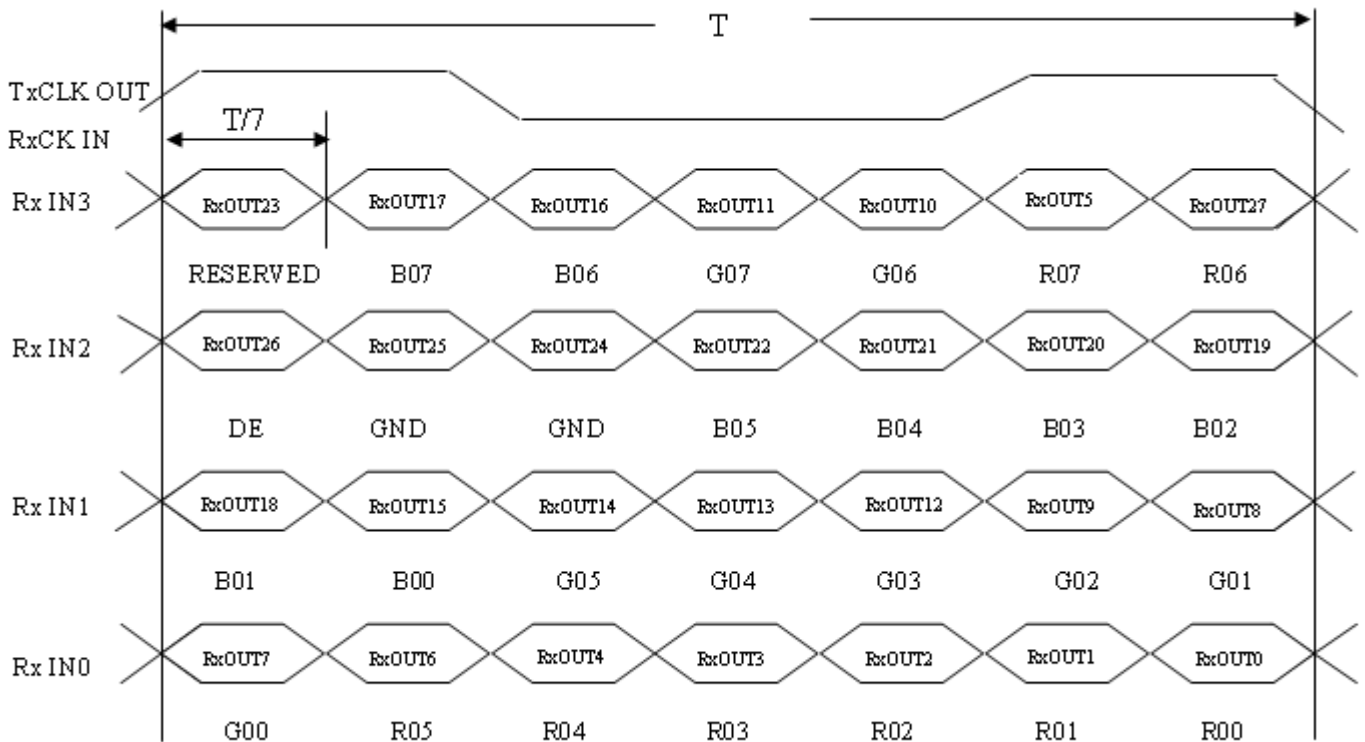 T
TxCLK OUT
T/7
RxCK IN
Rx IN3 RxOUT23 RxOUT17 RxOUT16 RxOUT11 RxOUT10 RxOUT5 RxOUT27
RESERVED B07 B06 G07 G06 R07 R06
Rx IN2 RxOUT26 RxOUT25 RxOUT24 RxOUT22 RxOUT21 RxOUT20 RxOUT19
DE GND GND B05 B04 B03 B02
Rx IN1 RxOUT18 RxOUT15 RxOUT14 RxOUT13 RxOUT12 RxOUT9 RxOUT8
B01 B00 G05 G04 G03 G02 G01
Rx IN0 RxOUT7 RxOUT6 RxOUT4 RxOUT3 RxOUT2 RxOUT1 RxOUT0
G00 R05 R04 R03 R02 R01 R00